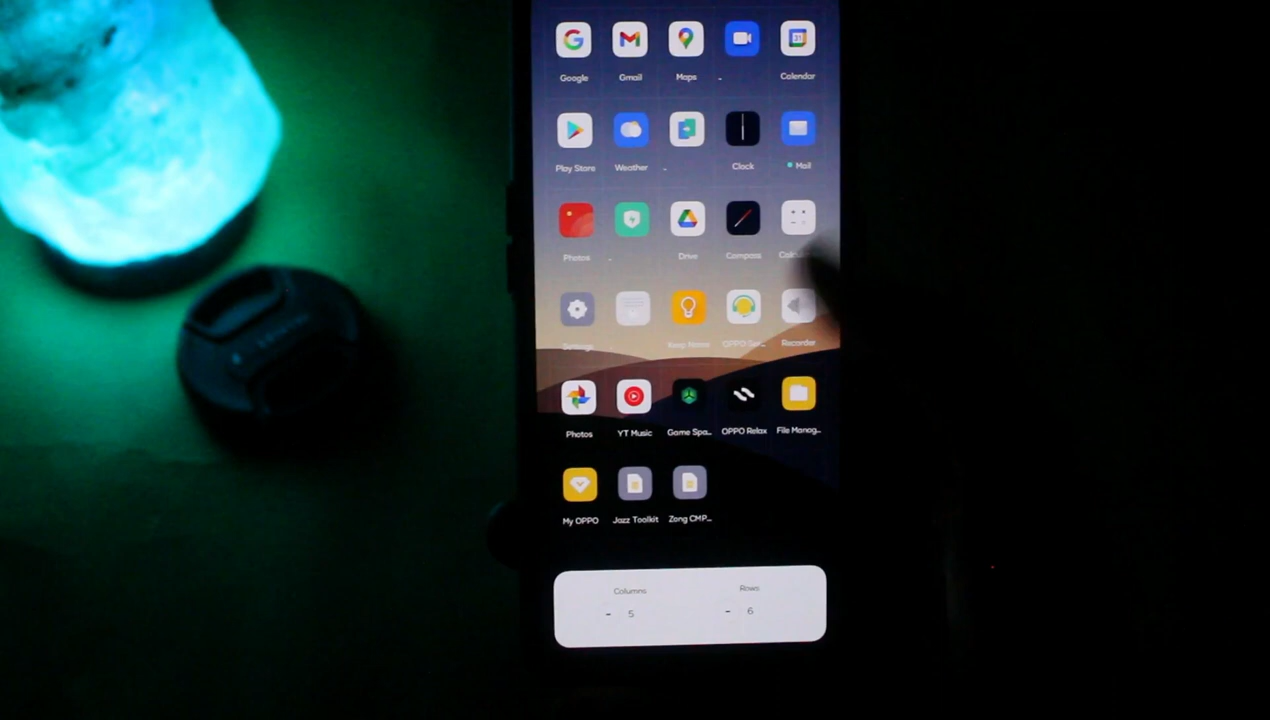 Google Gmail Maps Calendar
31
Play Store Weather Clock Mail
Photos Drive Compass
Settings Keep Notes OPPO Ser... Recorder
Photos YT Music Game Spa... OPPO Relax File Manag...
My OPPO Jazz Toolkit Zong CMP...
Columns Rows
- 5 - 6